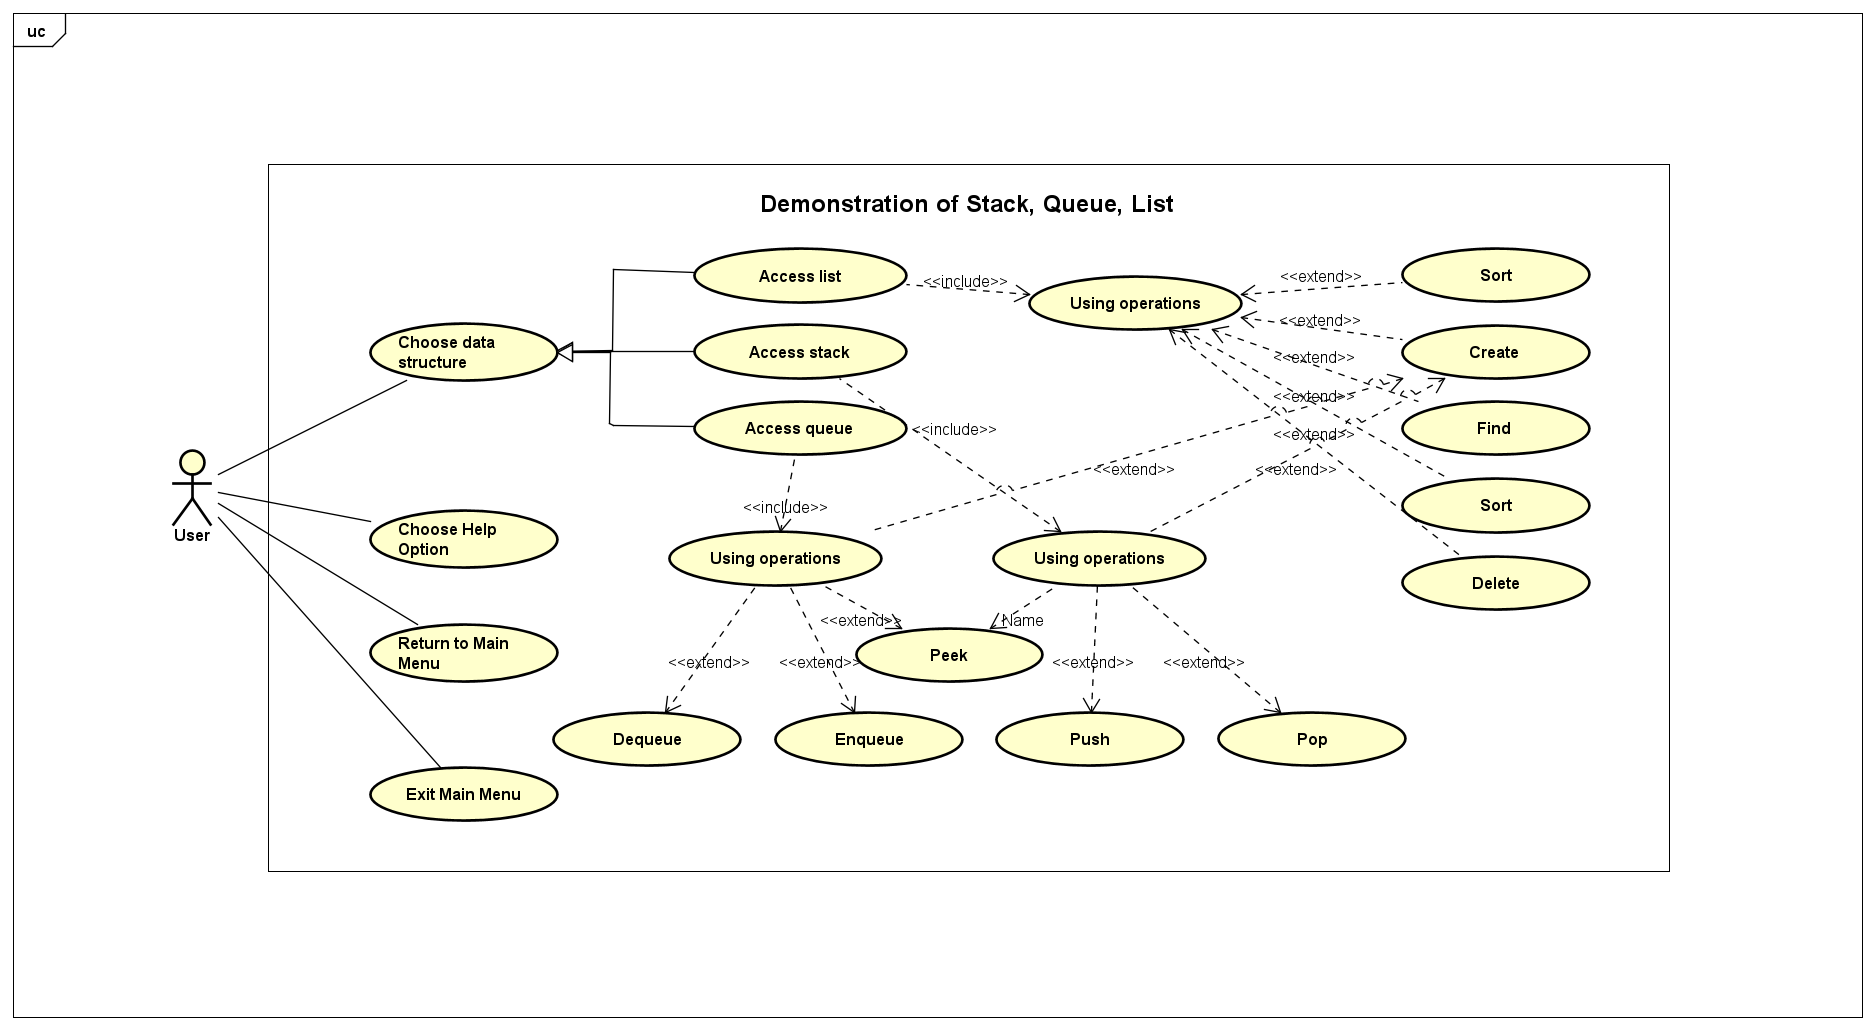 uc
Demonstration of Stack, Queue, List
Access list
<<include>>
Using operations
<<extend>>
Sort
Choose data
structure
Access stack
<<extend>>
<<extend>>
Create
<<extend>>
Access queue
<<include>>
<<extend>>
Find
<<extend>>
<<extend>>
User
<<include>>
Sort
Choose Help
Option
Using operations
Using operations
Delete
<<extend>>
Name
Return to Main
Menu
Peek
<<extend>>
<<extend>>
<<extend>>
<<extend>>
Dequeue
Enqueue
Push
Pop
Exit Main Menu